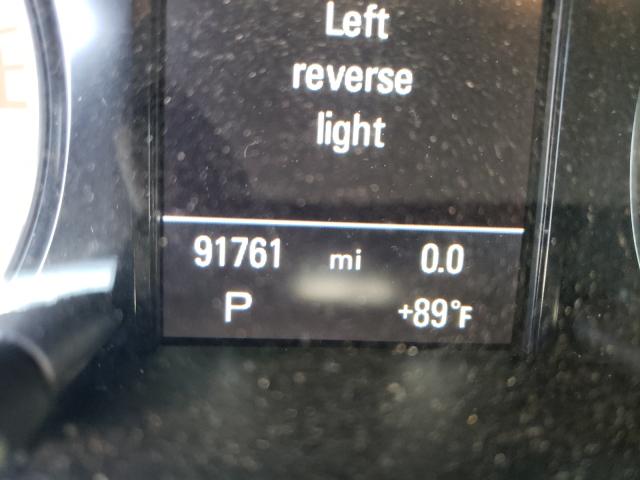 Left
reverse
light
91761 mi 0.0
P +89°F